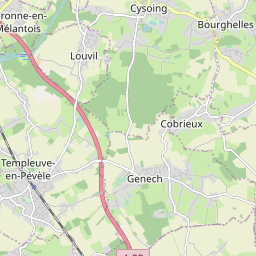 Cysoing
ronne-en-
Mélantois
Bourghelles
Louvil
Cobrieux
Templeuve-
en-Pévèle
Genech